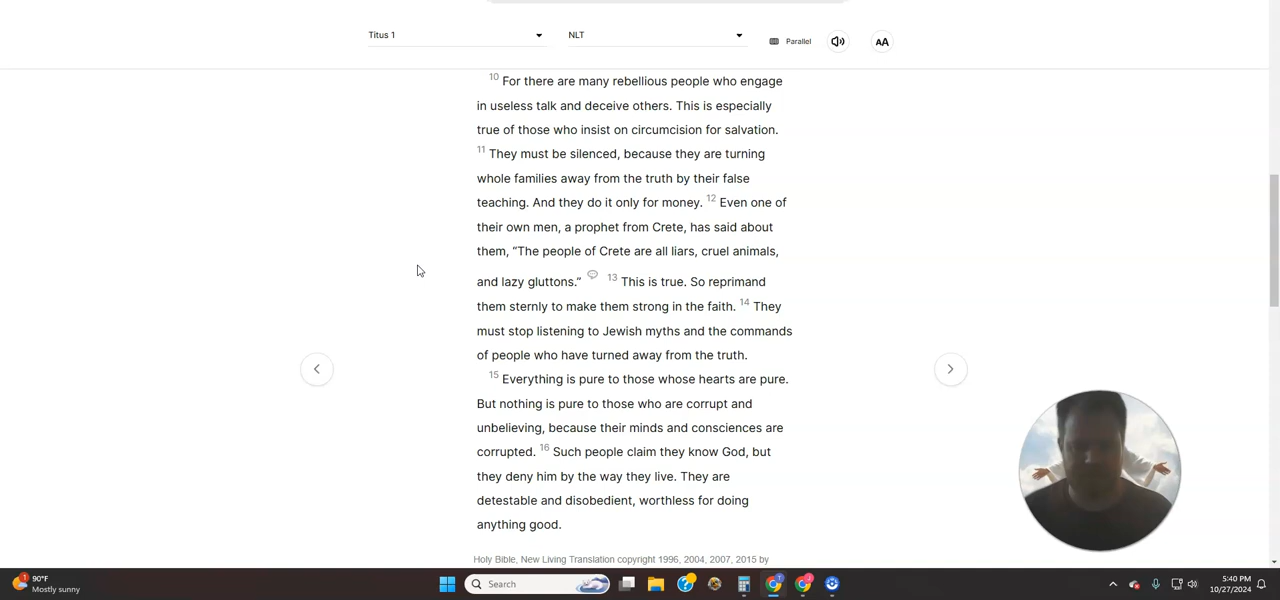 Titus 1
NLT
Parallel
AA
10 For there are many rebellious people who engage
in useless talk and deceive others. This is especially
true of those who insist on circumcision for salvation.
11 They must be silenced, because they are turning
whole families away from the truth by their false
teaching. And they do it only for money. 12 Even one of
their own men, a prophet from Crete, has said about
them, “The people of Crete are all liars, cruel animals,
and lazy gluttons.” 13 This is true. So reprimand
them sternly to make them strong in the faith. 14 They
must stop listening to Jewish myths and the commands
of people who have turned away from the truth.
15 Everything is pure to those whose hearts are pure.
But nothing is pure to those who are corrupt and
unbelieving, because their minds and consciences are
corrupted. 16 Such people claim they know God, but
they deny him by the way they live. They are
detestable and disobedient, worthless for doing
anything good.
Holy Bible, New Living Translation copyright 1996, 2004, 2007, 2015 by
1
90°F
Mostly sunny
Search
5:40 PM
10/27/2024